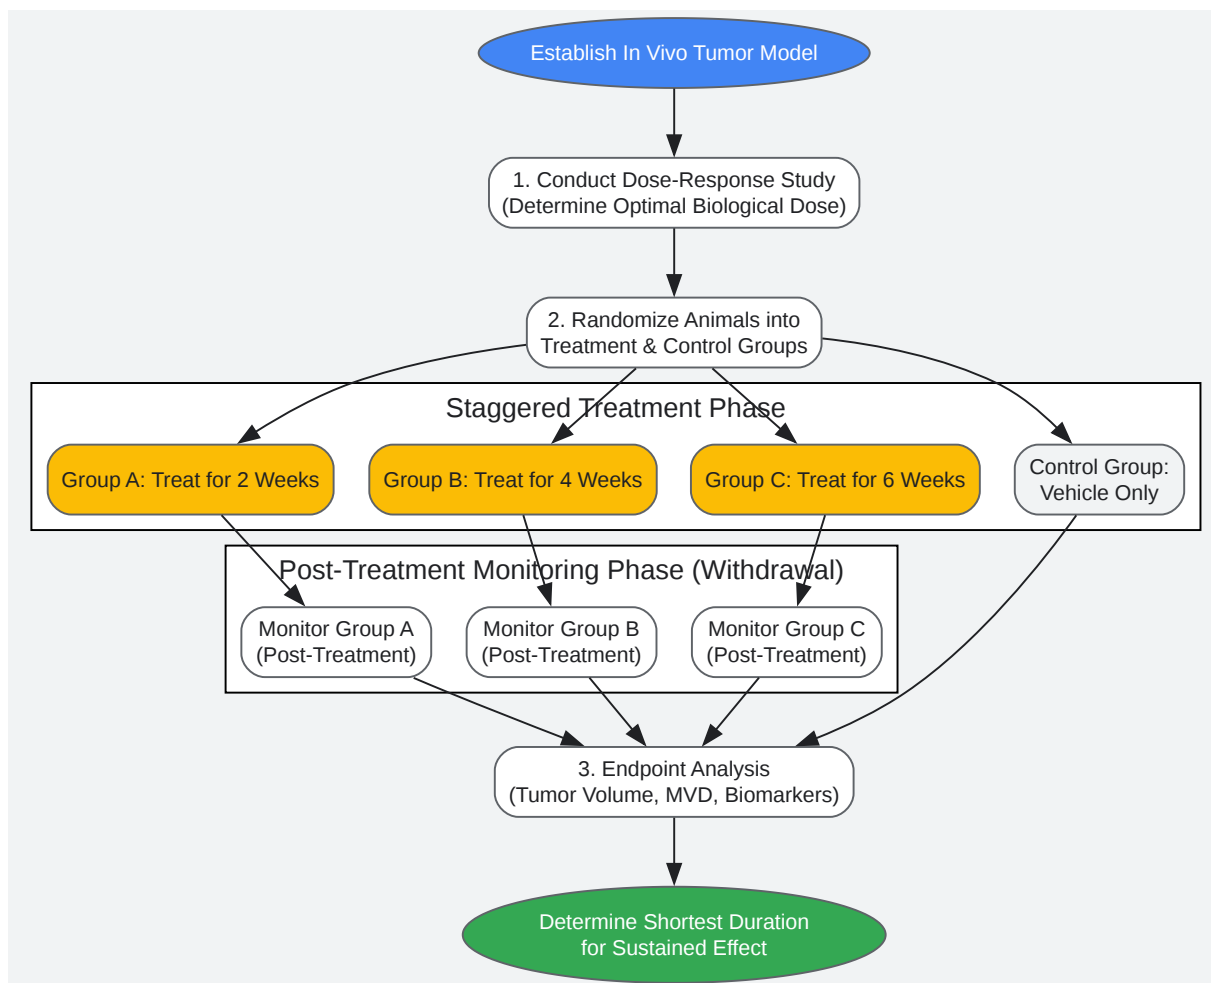 Establish In Vivo Tumor Model
1. Conduct Dose-Response Study
(Determine Optimal Biological Dose)
2. Randomize Animals into
Treatment & Control Groups
Staggered Treatment Phase
Group A: Treat for 2 Weeks
Group B: Treat for 4 Weeks
Group C: Treat for 6 Weeks
Control Group:
Vehicle Only
Post-Treatment Monitoring Phase (Withdrawal)
Monitor Group A
(Post-Treatment)
Monitor Group B
(Post-Treatment)
Monitor Group C
(Post-Treatment)
3. Endpoint Analysis
(Tumor Volume, MVD, Biomarkers)
Determine Shortest Duration
for Sustained Effect